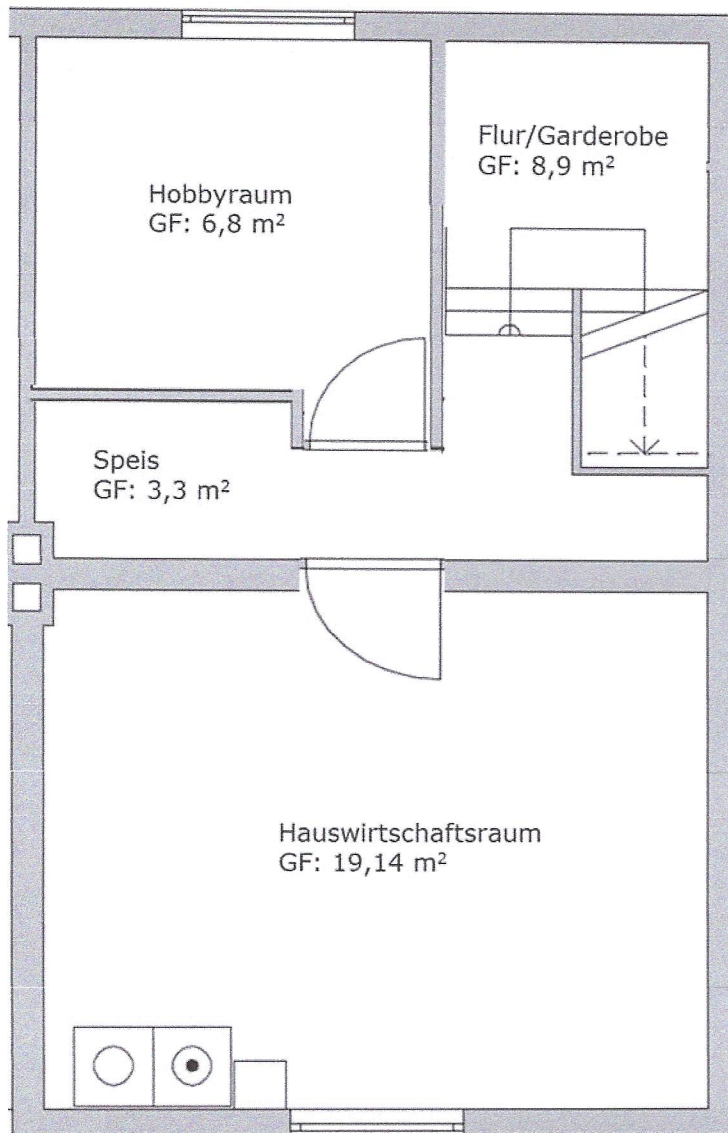 Flur/Garderobe
GF: 8,9 m²
Hobbyraum
GF: 6,8 m²
Speis
GF: 3,3 m²
Hauswirtschaftsraum
GF: 19,14 m²